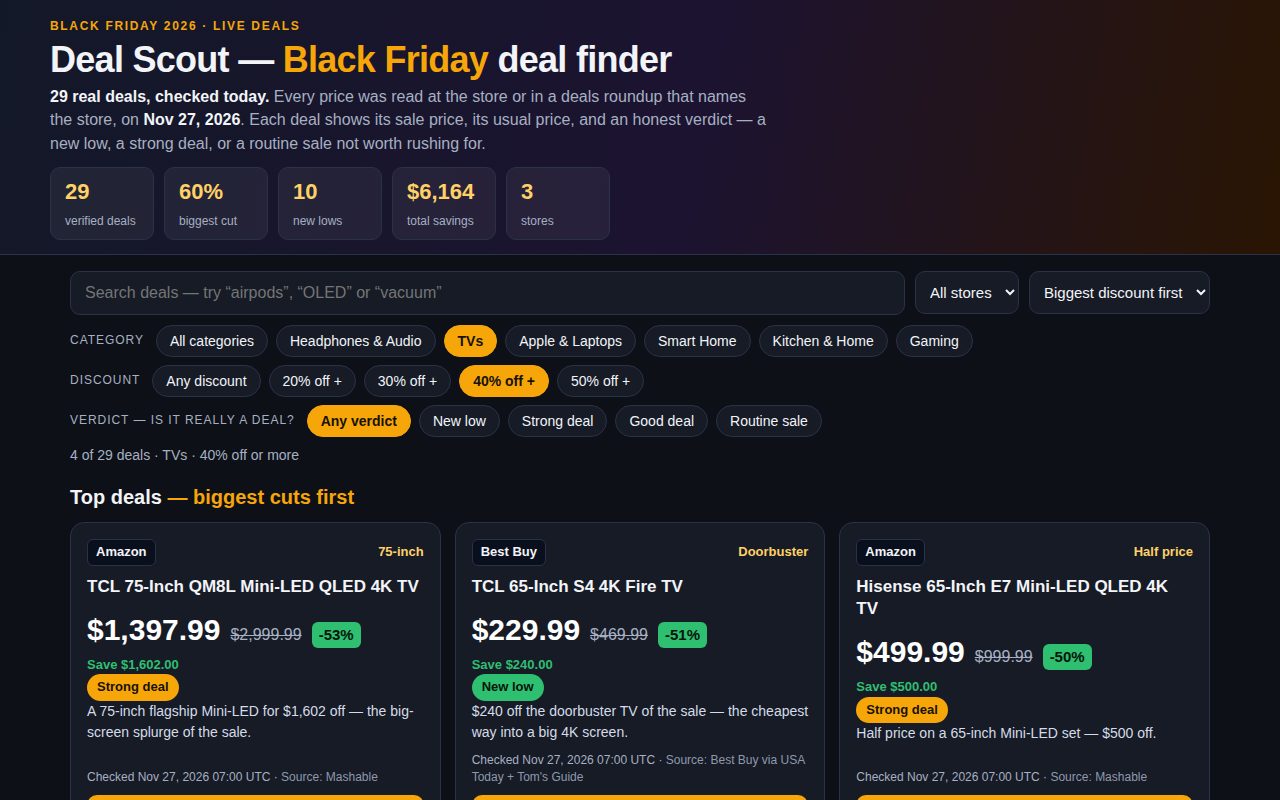 BLACK FRIDAY 2026 · LIVE DEALS
Deal Scout — Black Friday deal finder
29 real deals, checked today. Every price was read at the store or in a deals roundup that names
the store, on Nov 27, 2026. Each deal shows its sale price, its usual price, and an honest verdict — a
new low, a strong deal, or a routine sale not worth rushing for.
29
verified deals
60%
biggest cut
10
new lows
$6,164
total savings
3
stores
Search deals — try “airpods”, “OLED” or “vacuum”
All stores
Biggest discount first
CATEGORY
All categories
Headphones & Audio
TVs
Apple & Laptops
Smart Home
Kitchen & Home
Gaming
DISCOUNT
Any discount
20% off +
30% off +
40% off +
50% off +
VERDICT — IS IT REALLY A DEAL?
Any verdict
New low
Strong deal
Good deal
Routine sale
4 of 29 deals · TVs · 40% off or more
Top deals — biggest cuts first
Amazon
75-inch
TCL 75-Inch QM8L Mini-LED QLED 4K TV
$1,397.99 $2,999.99 -53%
Save $1,602.00
Strong deal
A 75-inch flagship Mini-LED for $1,602 off — the big-
screen splurge of the sale.
Checked Nov 27, 2026 07:00 UTC · Source: Mashable
Best Buy
Doorbuster
TCL 65-Inch S4 4K Fire TV
$229.99 $469.99 -51%
Save $240.00
New low
$240 off the doorbuster TV of the sale — the cheapest
way into a big 4K screen.
Checked Nov 27, 2026 07:00 UTC · Source: Best Buy via USA
Today + Tom's Guide
Amazon
Half price
Hisense 65-Inch E7 Mini-LED QLED 4K
TV
$499.99 $999.99 -50%
Save $500.00
Strong deal
Half price on a 65-inch Mini-LED set — $500 off.
Checked Nov 27, 2026 07:00 UTC · Source: Mashable